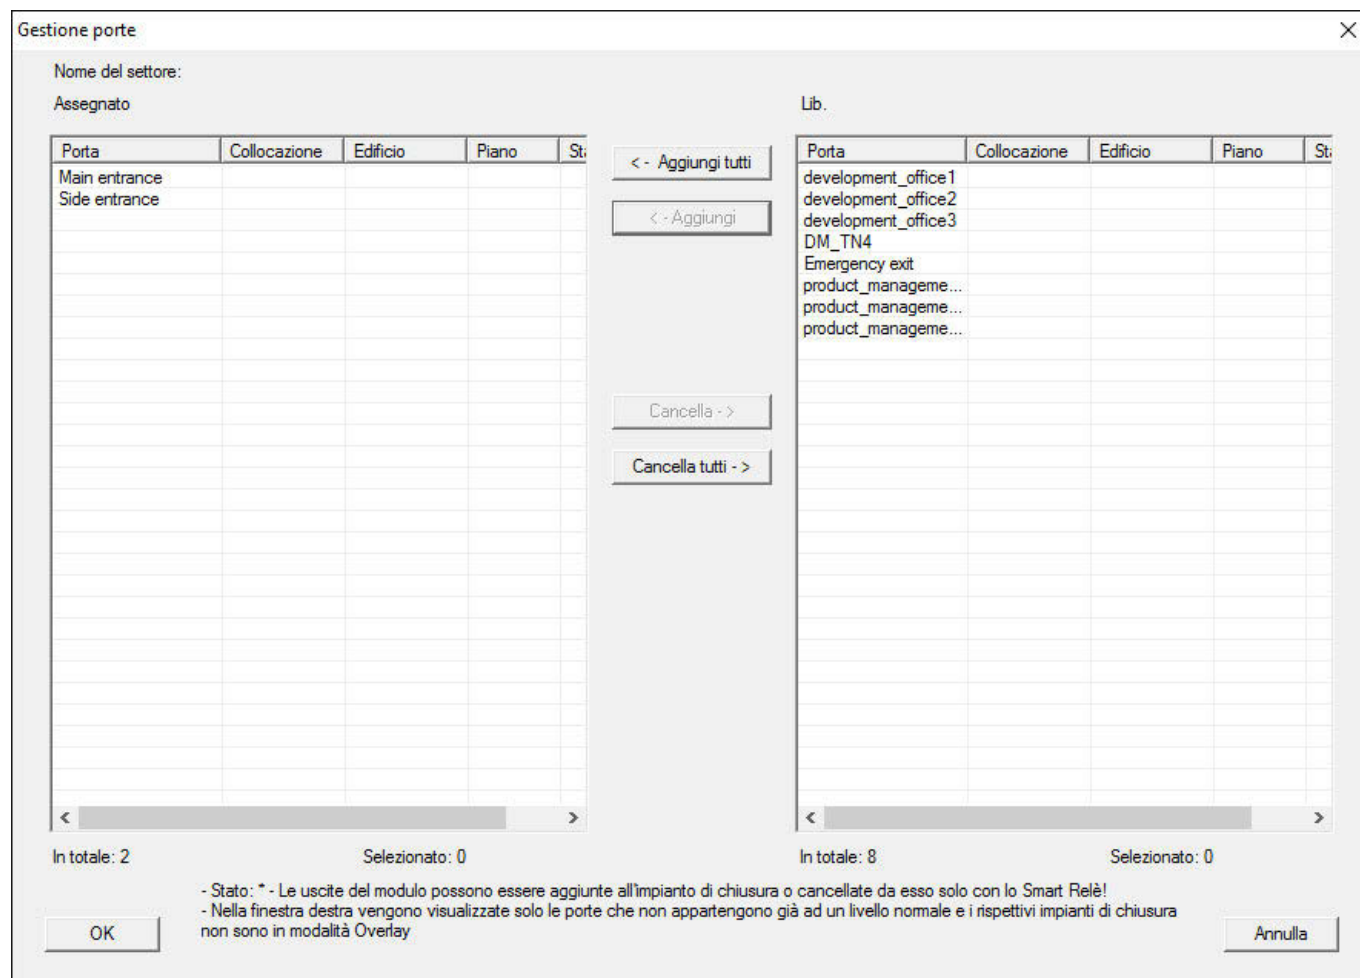 Gestione porte
Nome del settore:
Assegnato
Lib.
Porta Collocazione Edificio Piano
Main entrance
Side entrance
< - Aggiungi tutti
< - Aggiungi
Cancella - >
Cancella tutti - >
Porta Collocazione Edificio Piano
development_office1
development_office2
development_office3
DM_TN4
Emergency exit
product_manageme...
product_manageme...
product_manageme...
In totale: 2 Selezionato: 0
In totale: 8 Selezionato: 0
- Stato: * - Le uscite del modulo possono essere aggiunte all'impianto di chiusura o cancellate da esso solo con lo Smart Relè!
- Nella finestra destra vengono visualizzate solo le porte che non appartengono già ad un livello normale e i rispettivi impianti di chiusura
non sono in modalità Overlay
OK
Annulla